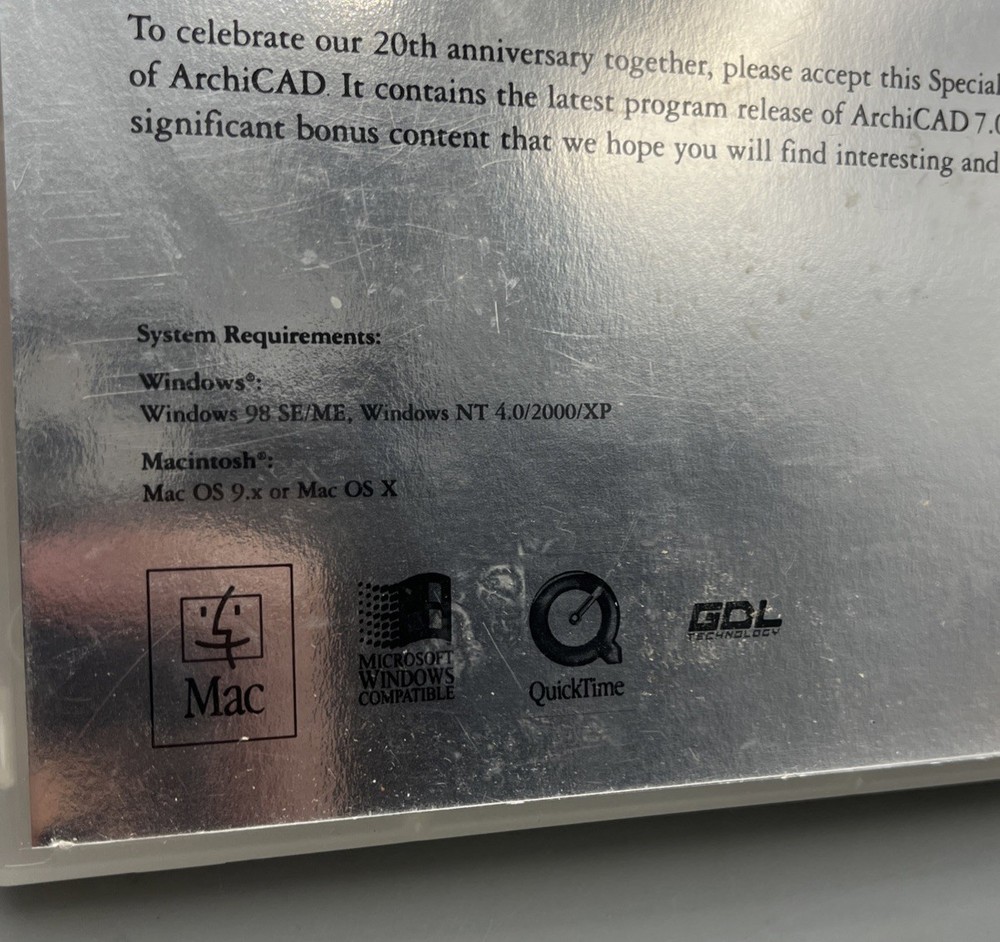 To celebrate our 20th anniversary together, please accept this Special
of ArchiCAD. It contains the latest program release of ArchiCAD 7.0
significant bonus content that we hope you will find interesting and
System Requirements:
Windows®:
Windows 98 SE/ME, Windows NT 4.0/2000/XP
Macintosh®:
Mac OS 9.x or Mac OS X
Mac
MICROSOFT
WINDOWS
COMPATIBLE
QuickTime
GDL
TECHNOLOGY